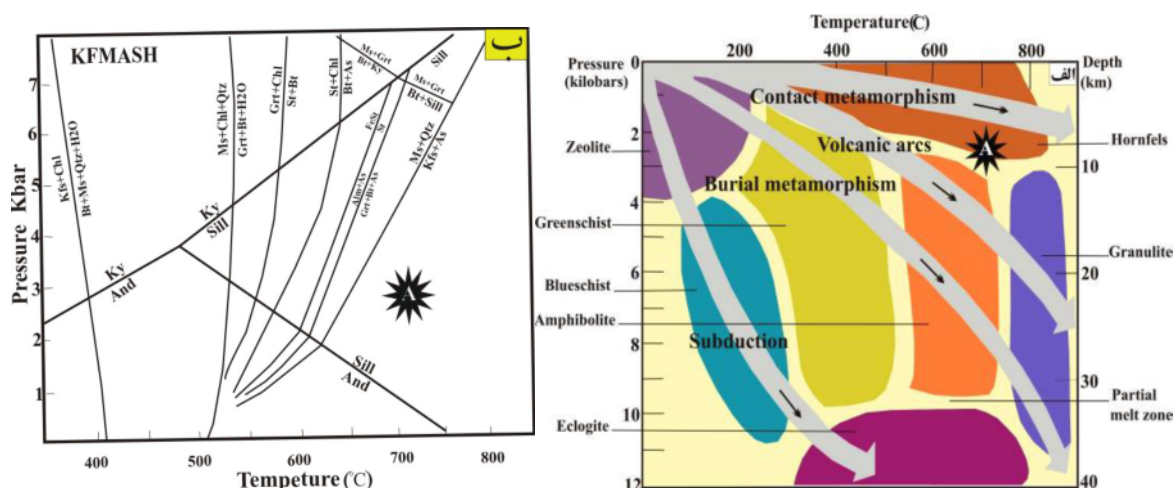 KFMASH
ب.
Pressure Kbar
7
6
5
4
3
2
1
400
500
600
700
800
Tempeture (°C)
Kfs+Chl
Bt+Ms+Qtz+H2O
Ms+Chl+Qtz
Grt+Bt+H2O
Grt+Chl
St+Bt
St+Chl
Bt+As
Ms+Grt
Bt+Ky
Sill
Ms+Grt
Bt+Sill
FeSt
St
Alm+As
Grt+Bt+As
Ms+Qtz
Kfs+As
Ky
Sill
Ky
And
Sill
And
A
Temperature (C)
200
400
600
800
Pressure
(kilobars)
Depth
(km)
الف
0
2
4
6
8
10
12
0
10
20
30
40
Contact metamorphism
Volcanic arcs
Burial metamorphism
Subduction
A
Zeolite
Greenschist
Blueschist
Amphibolite
Eclogite
Hornfels
Granulite
Partial
melt zone